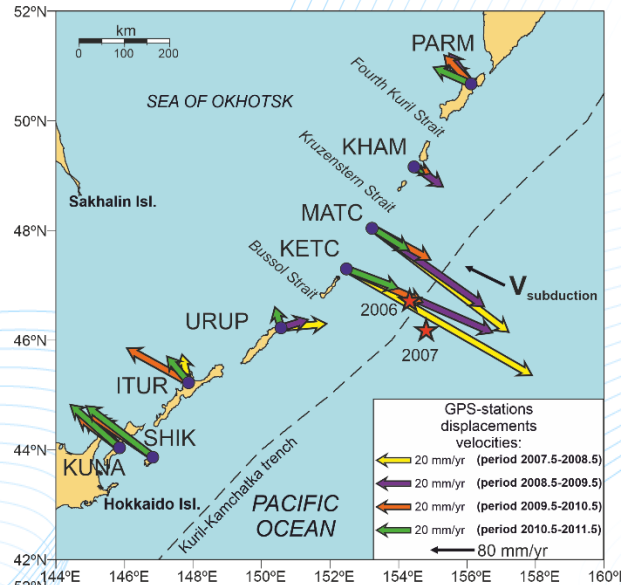 52°N
50°N
48°N
46°N
44°N
42°N
52°N
144°E
146°E
148°E
150°E
152°E
154°E
156°E
158°E
160°E
km
0 100 200
SEA OF OKHOTSK
Sakhalin Isl.
PARM
Fourth Kuril Strait
KHAM
Kruzenstern Strait
MATC
KETC
Bussol Strait
V subduction
2006
2007
URUP
ITUR
SHIK
KUNA
Hokkaido Isl.
Kuril-Kamchatka trench
PACIFIC
OCEAN
GPS-stations
displacements
velocities:
20 mm/yr (period 2007.5-2008.5)
20 mm/yr (period 2008.5-2009.5)
20 mm/yr (period 2009.5-2010.5)
20 mm/yr (period 2010.5-2011.5)
80 mm/yr